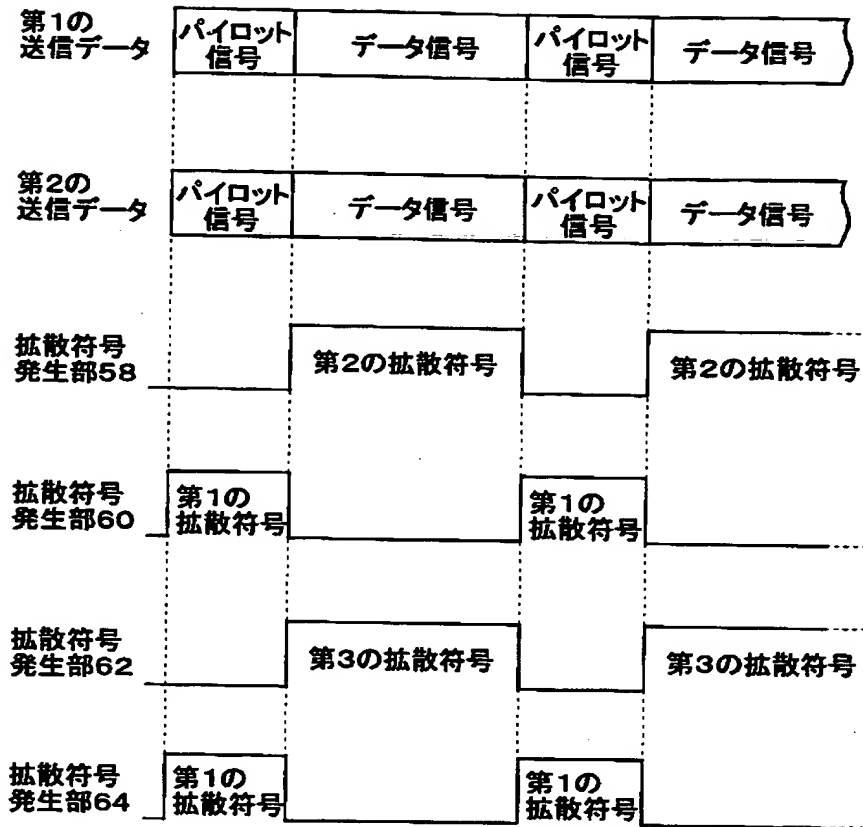 第1の
送信データ
パイロット
信号
データ信号
パイロット
信号
データ信号
第2の
送信データ
パイロット
信号
データ信号
パイロット
信号
データ信号
拡散符号
発生部58
第2の拡散符号
第2の拡散符号
拡散符号
発生部60
第1の
拡散符号
第1の
拡散符号
拡散符号
発生部62
第3の拡散符号
第3の拡散符号
拡散符号
発生部64
第1の
拡散符号
第1の
拡散符号